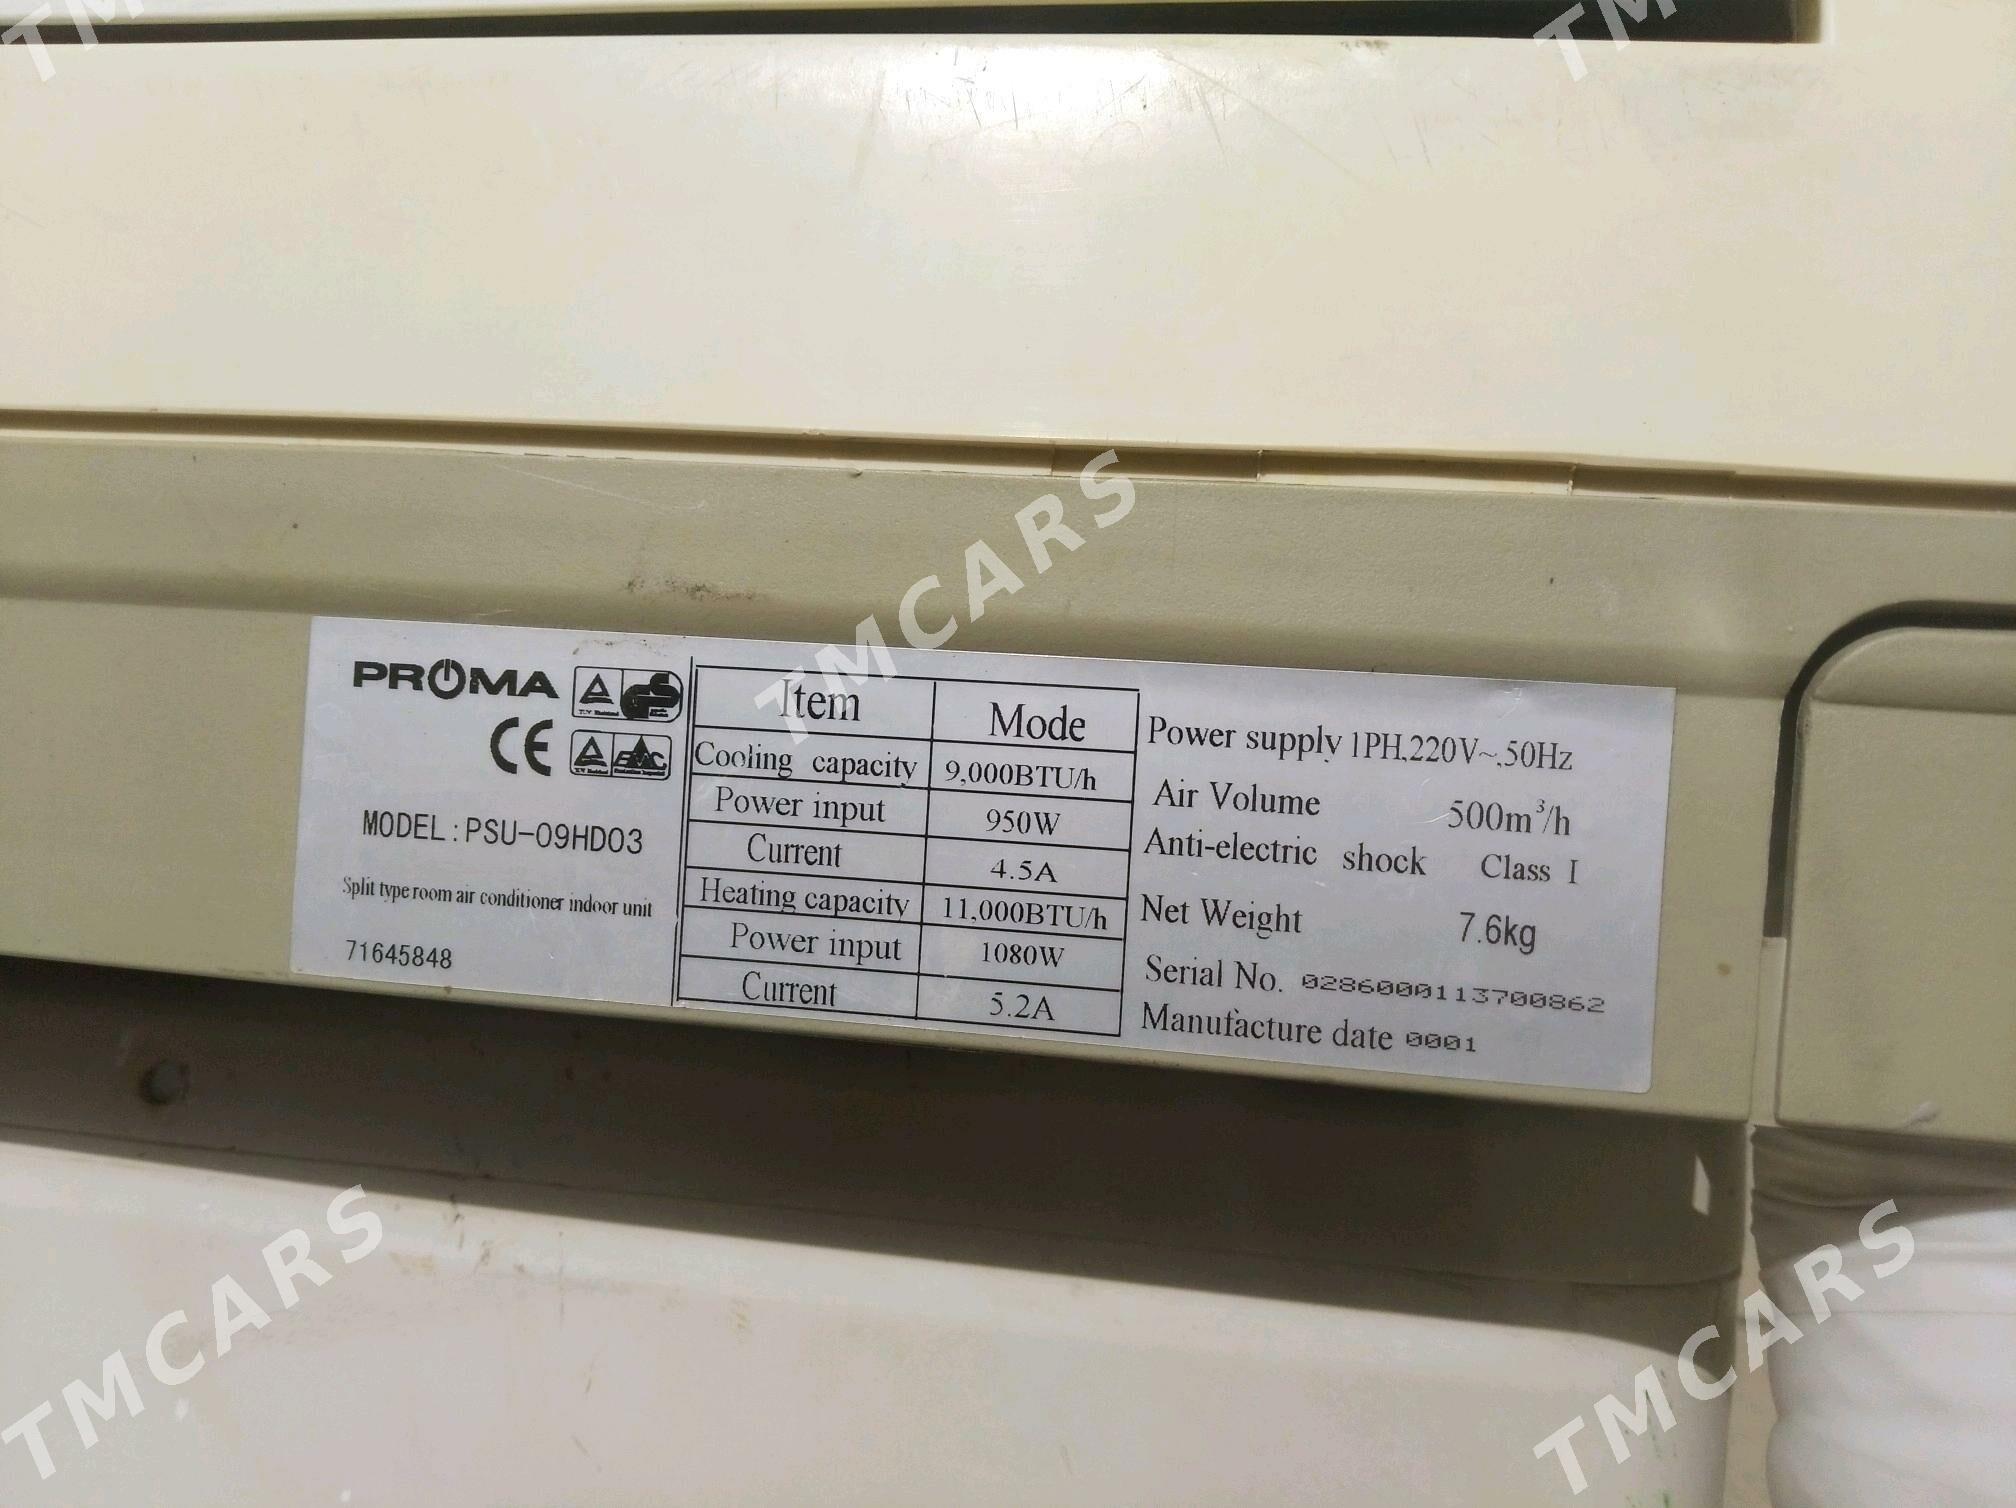 PROMA
CE
MODEL:PSU-09HD03
Split type room air conditioner indoor unit
71645848
Item Mode
Cooling capacity 9,000BTU/h
Power input 950W
Current 4.5A
Heating capacity 11,000BTU/h
Power input 1080W
Current 5.2A
Power supply 1PH,220V~,50Hz
Air Volume 500m³/h
Anti-electric shock Class I
Net Weight 7.6kg
Serial No. 0286000113700862
Manufacture date 0001
TMCARS
TMCARS
TMCARS